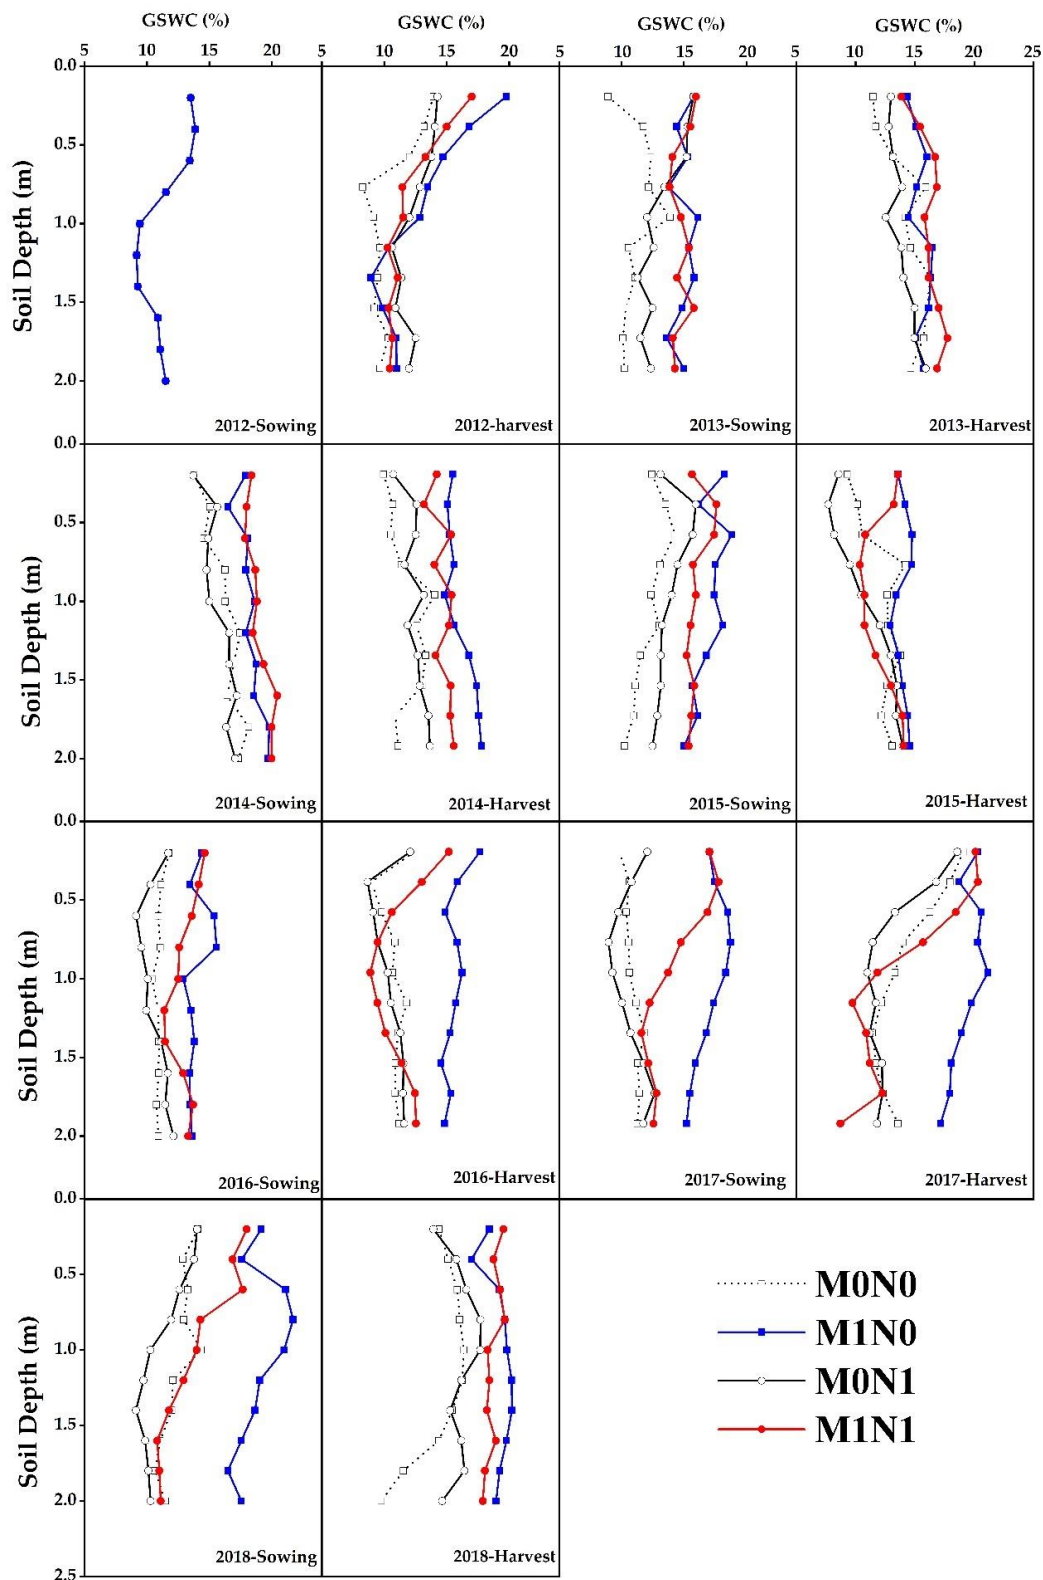 GSWC (%) GSWC (%) GSWC (%) GSWC (%)
5 10 15 5 10 15 20 5 10 15 20 5 10 15 20 25
0.0
0.5
1.0
1.5
2.0
Soil Depth (m)
2012-Sowing 2012-harvest 2013-Sowing 2013-Harvest
0.0
0.5
1.0
1.5
2.0
Soil Depth (m)
2014-Sowing 2014-Harvest 2015-Sowing 2015-Harvest
0.0
0.5
1.0
1.5
2.0
Soil Depth (m)
2016-Sowing 2016-Harvest 2017-Sowing 2017-Harvest
0.0
0.5
1.0
1.5
2.0
2.5
Soil Depth (m)
2018-Sowing 2018-Harvest
M0N0
M1N0
M0N1
M1N1